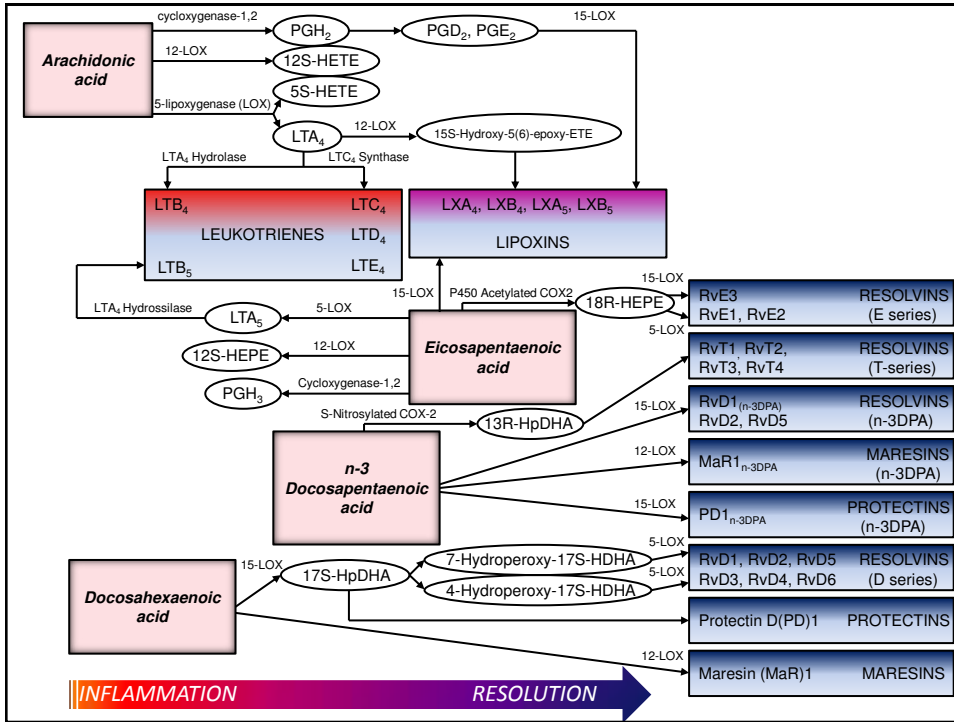 cycloxygenase-1,2
15-LOX
PGH2
PGD2, PGE2
Arachidonic
acid
12-LOX
12S-HETE
5S-HETE
5-lipoxygenase (LOX)
LTA4
12-LOX
15S-Hydroxy-5(6)-epoxy-ETE
LTA4 Hydrolase
LTC4 Synthase
LTB4
LTC4
LEUKOTRIENES
LTD4
LTB5
LTE4
LXA4, LXB4, LXA5, LXB5
LIPOXINS
LTA4 Hydrossilase
LTA5
5-LOX
15-LOX
P450 Acetylated COX2
18R-HEPE
15-LOX
12S-HEPE
12-LOX
PGH3
Cycloxygenase-1,2
Eicosapentaenoic
acid
RvE3 RESOLVINS
RvE1, RvE2 (E series)
5-LOX
RvT1, RvT2, RESOLVINS
RvT3, RvT4 (T-series)
S-Nitrosylated COX-2
13R-HpDHA
15-LOX
RvD1(n-3DPA) RESOLVINS
RvD2, RvD5 (n-3DPA)
n-3
Docosapentaenoic
acid
12-LOX
MaR1n-3DPA MARESINS
(n-3DPA)
15-LOX
PD1n-3DPA PROTECTINS
(n-3DPA)
Docosahexaenoic
acid
15-LOX
17S-HpDHA
7-Hydroperoxy-17S-HDHA
4-Hydroperoxy-17S-HDHA
5-LOX
5-LOX
RvD1, RvD2, RvD5 RESOLVINS
RvD3, RvD4, RvD6 (D series)
Protectin D(PD)1 PROTECTINS
12-LOX
Maresin (MaR)1 MARESINS
INFLAMMATION
RESOLUTION